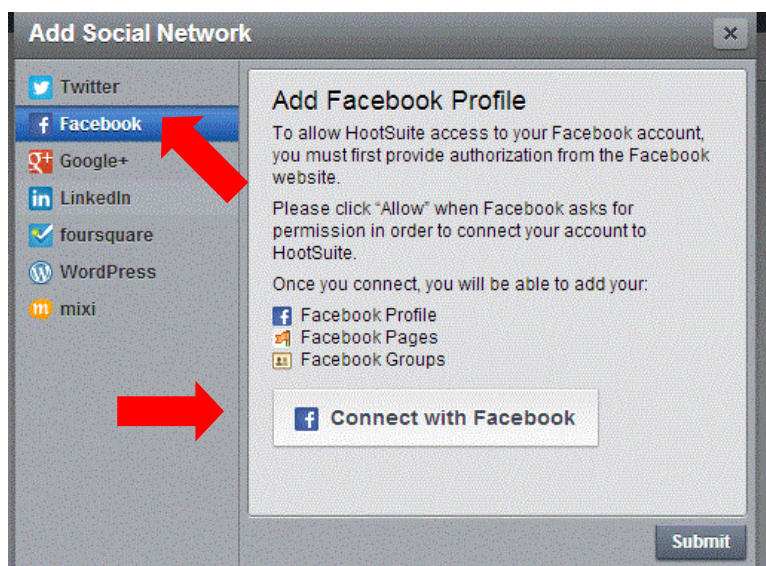 Add Social Network
Twitter
Facebook
Google+
LinkedIn
foursquare
WordPress
mixi
Add Facebook Profile
To allow HootSuite access to your Facebook account,
you must first provide authorization from the Facebook
website.
Please click “Allow” when Facebook asks for
permission in order to connect your account to
HootSuite.
Once you connect, you will be able to add your:
Facebook Profile
Facebook Pages
Facebook Groups
Connect with Facebook
Submit